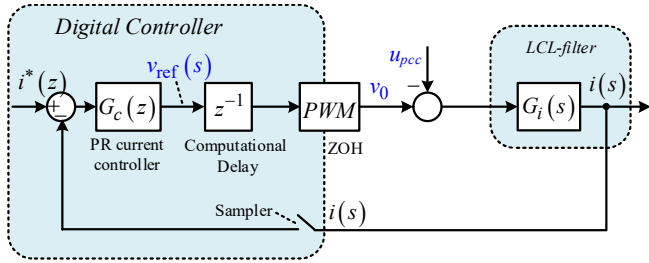 Digital Controller
LCL-filter
i*(z)
v_ref(s)
u_pcc
v_0
i(s)
+
−
G_c(z)
z^{-1}
PWM
−
G_i(s)
PR current
controller
Computational
Delay
ZOH
Sampler
i(s)